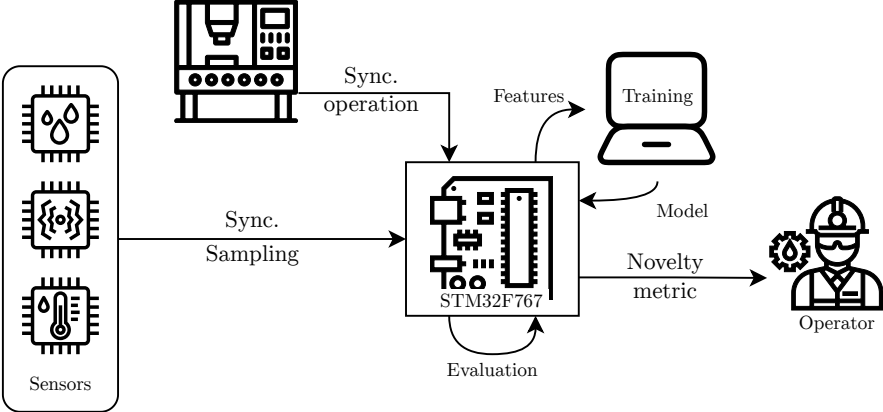 Sync.
operation
Features
Training
Sync.
Sampling
Model
Novelty
metric
STM32F767
Operator
Evaluation
Sensors